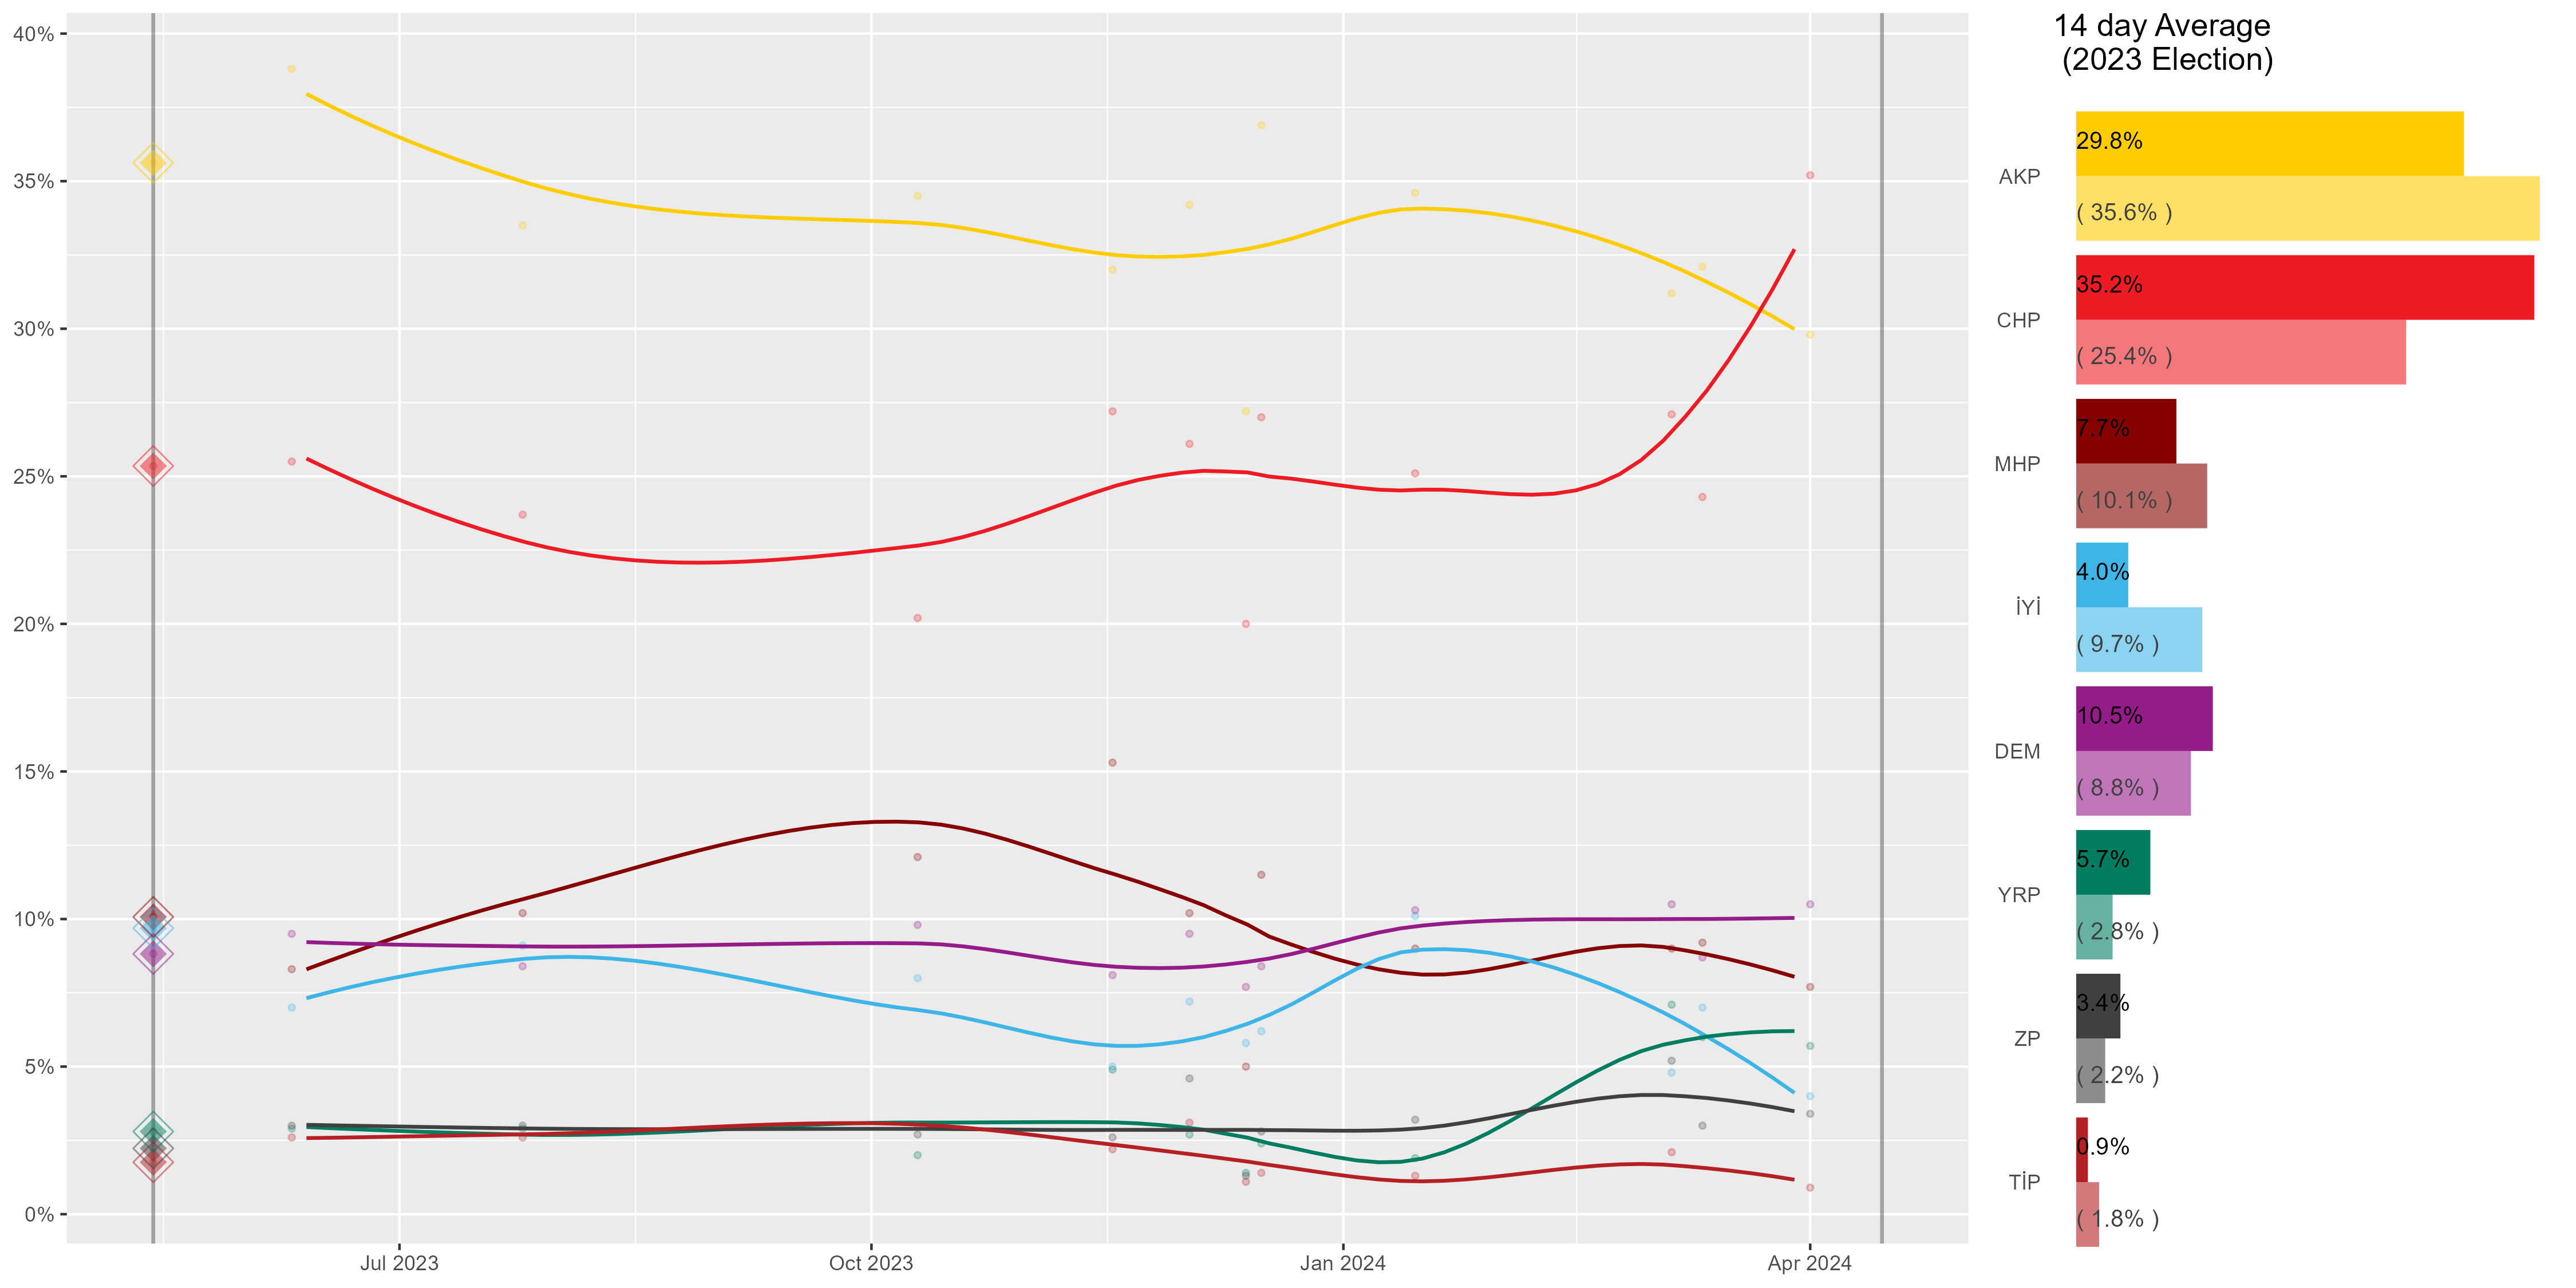 40%
35%
30%
25%
20%
15%
10%
5%
0%
Jul 2023
Oct 2023
Jan 2024
Apr 2024
14 day Average
(2023 Election)
AKP
29.8%
( 35.6% )
CHP
35.2%
( 25.4% )
MHP
7.7%
( 10.1% )
İYİ
4.0%
( 9.7% )
DEM
10.5%
( 8.8% )
YRP
5.7%
( 2.8% )
ZP
3.4%
( 2.2% )
TİP
0.9%
( 1.8% )